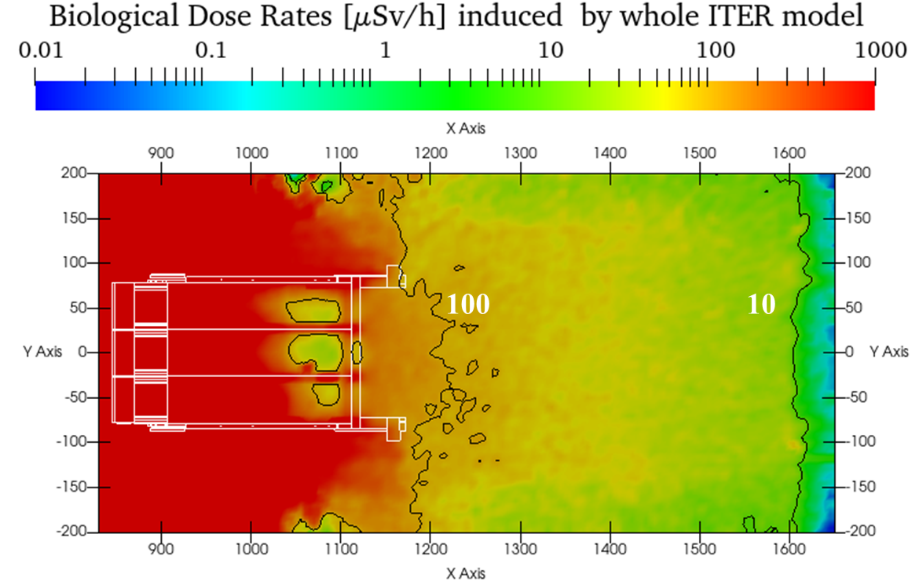 Biological Dose Rates [μSv/h] induced by whole ITER model
0.01 0.1 1 10 100 1000
X Axis
900 1000 1100 1200 1300 1400 1500 1600
200 200
150 150
100 100
50 100 10 50
Y Axis 0 0 Y Axis
-50 -50
-100 -100
-150 -150
-200 -200
900 1000 1100 1200 1300 1400 1500 1600
X Axis